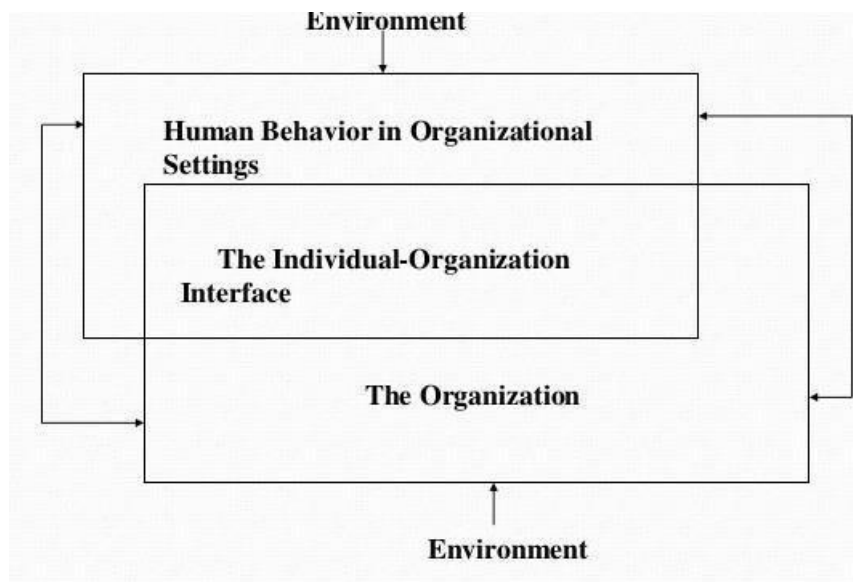 Environment
Human Behavior in Organizational
Settings
The Individual-Organization
Interface
The Organization
Environment